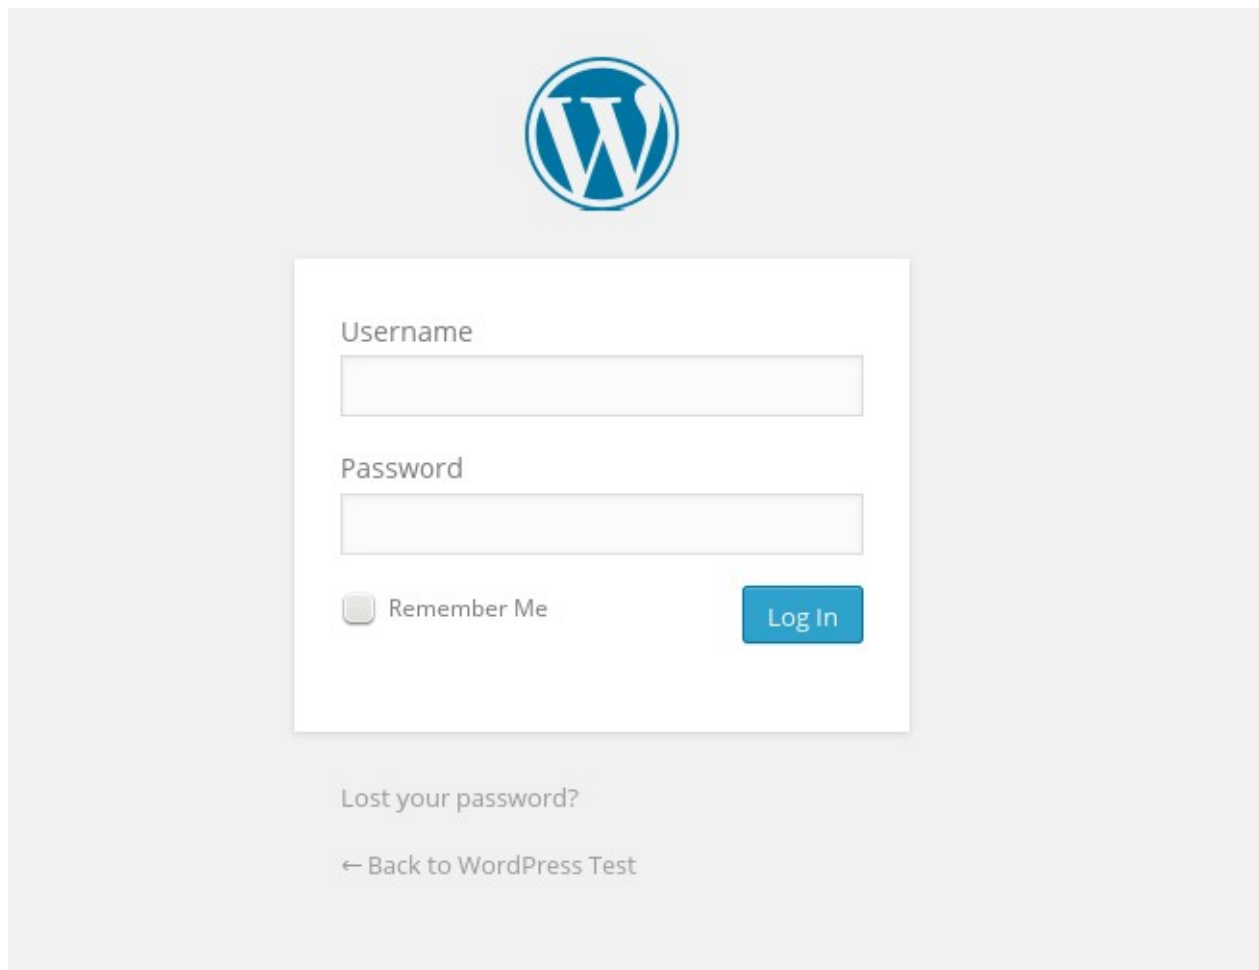 Username
Password
Remember Me
Log In
Lost your password?
← Back to WordPress Test